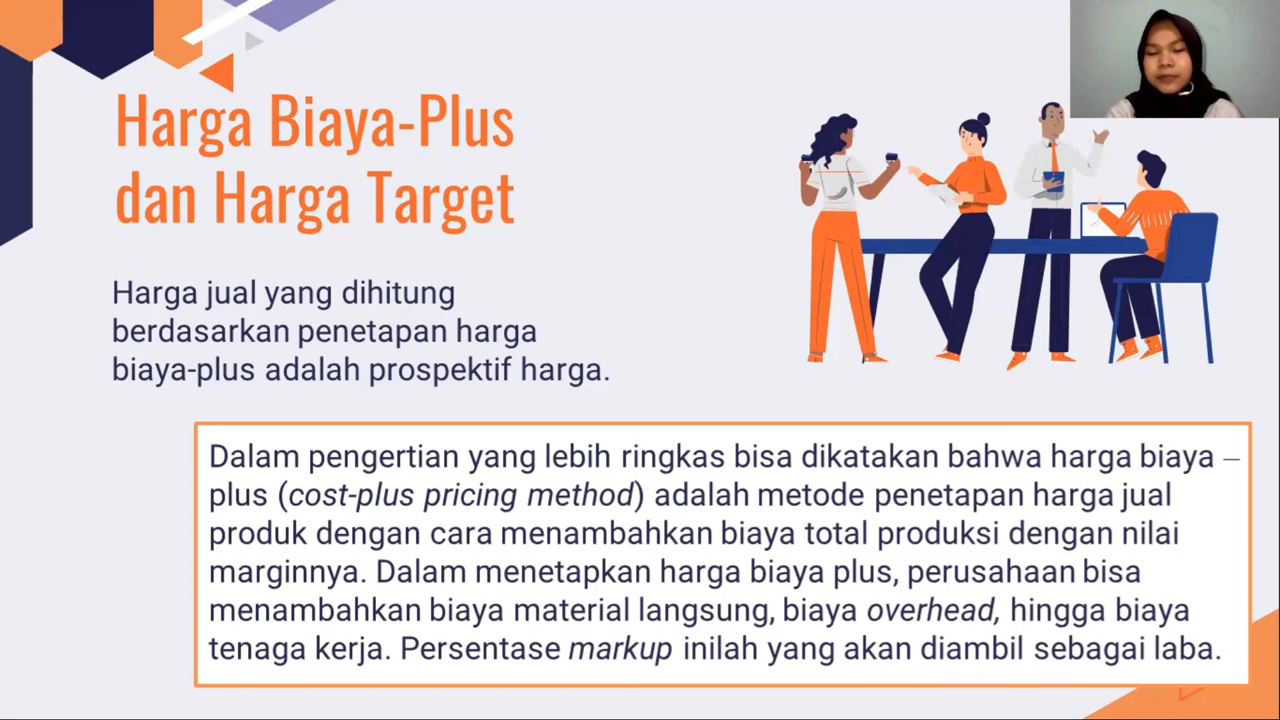 Harga Biaya-Plus
dan Harga Target
Harga jual yang dihitung
berdasarkan penetapan harga
biaya-plus adalah prospektif harga.
Dalam pengertian yang lebih ringkas bisa dikatakan bahwa harga biaya –
plus (cost-plus pricing method) adalah metode penetapan harga jual
produk dengan cara menambahkan biaya total produksi dengan nilai
marginnya. Dalam menetapkan harga biaya plus, perusahaan bisa
menambahkan biaya material langsung, biaya overhead, hingga biaya
tenaga kerja. Persentase markup inilah yang akan diambil sebagai laba.